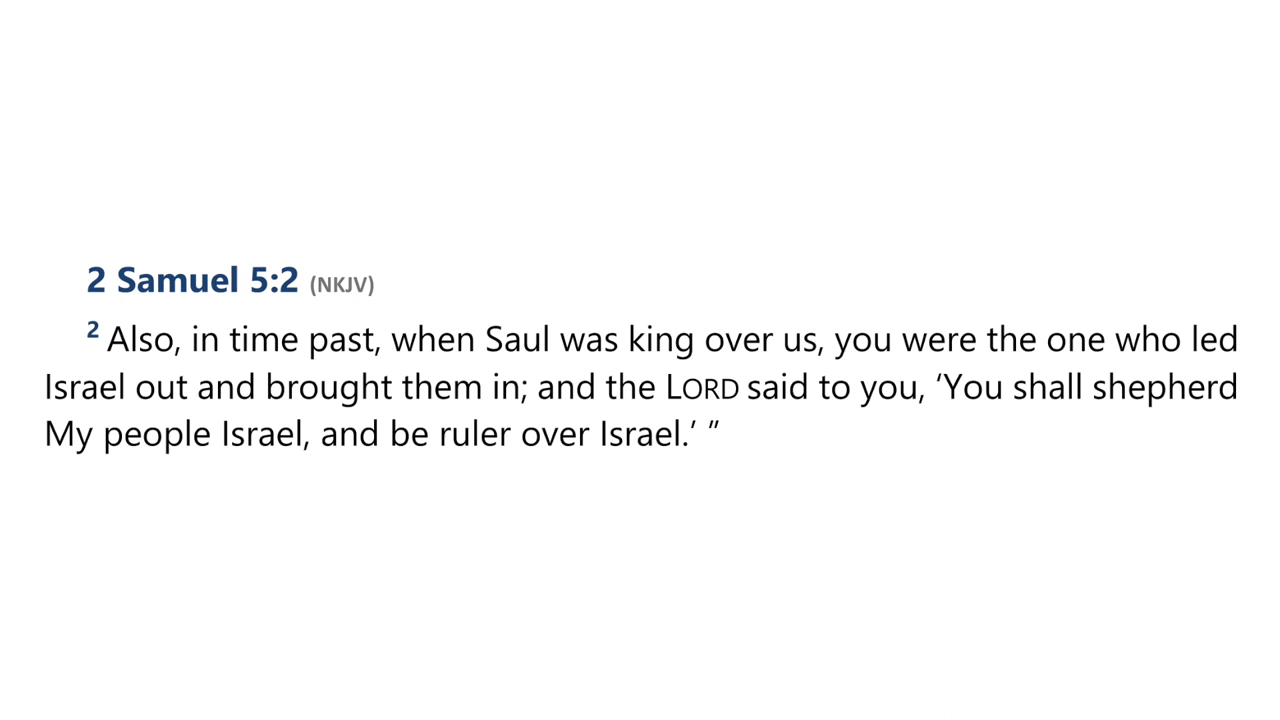 2 Samuel 5:2 (NKJV)
2 Also, in time past, when Saul was king over us, you were the one who led
Israel out and brought them in; and the LORD said to you, ‘You shall shepherd
My people Israel, and be ruler over Israel.’ ”